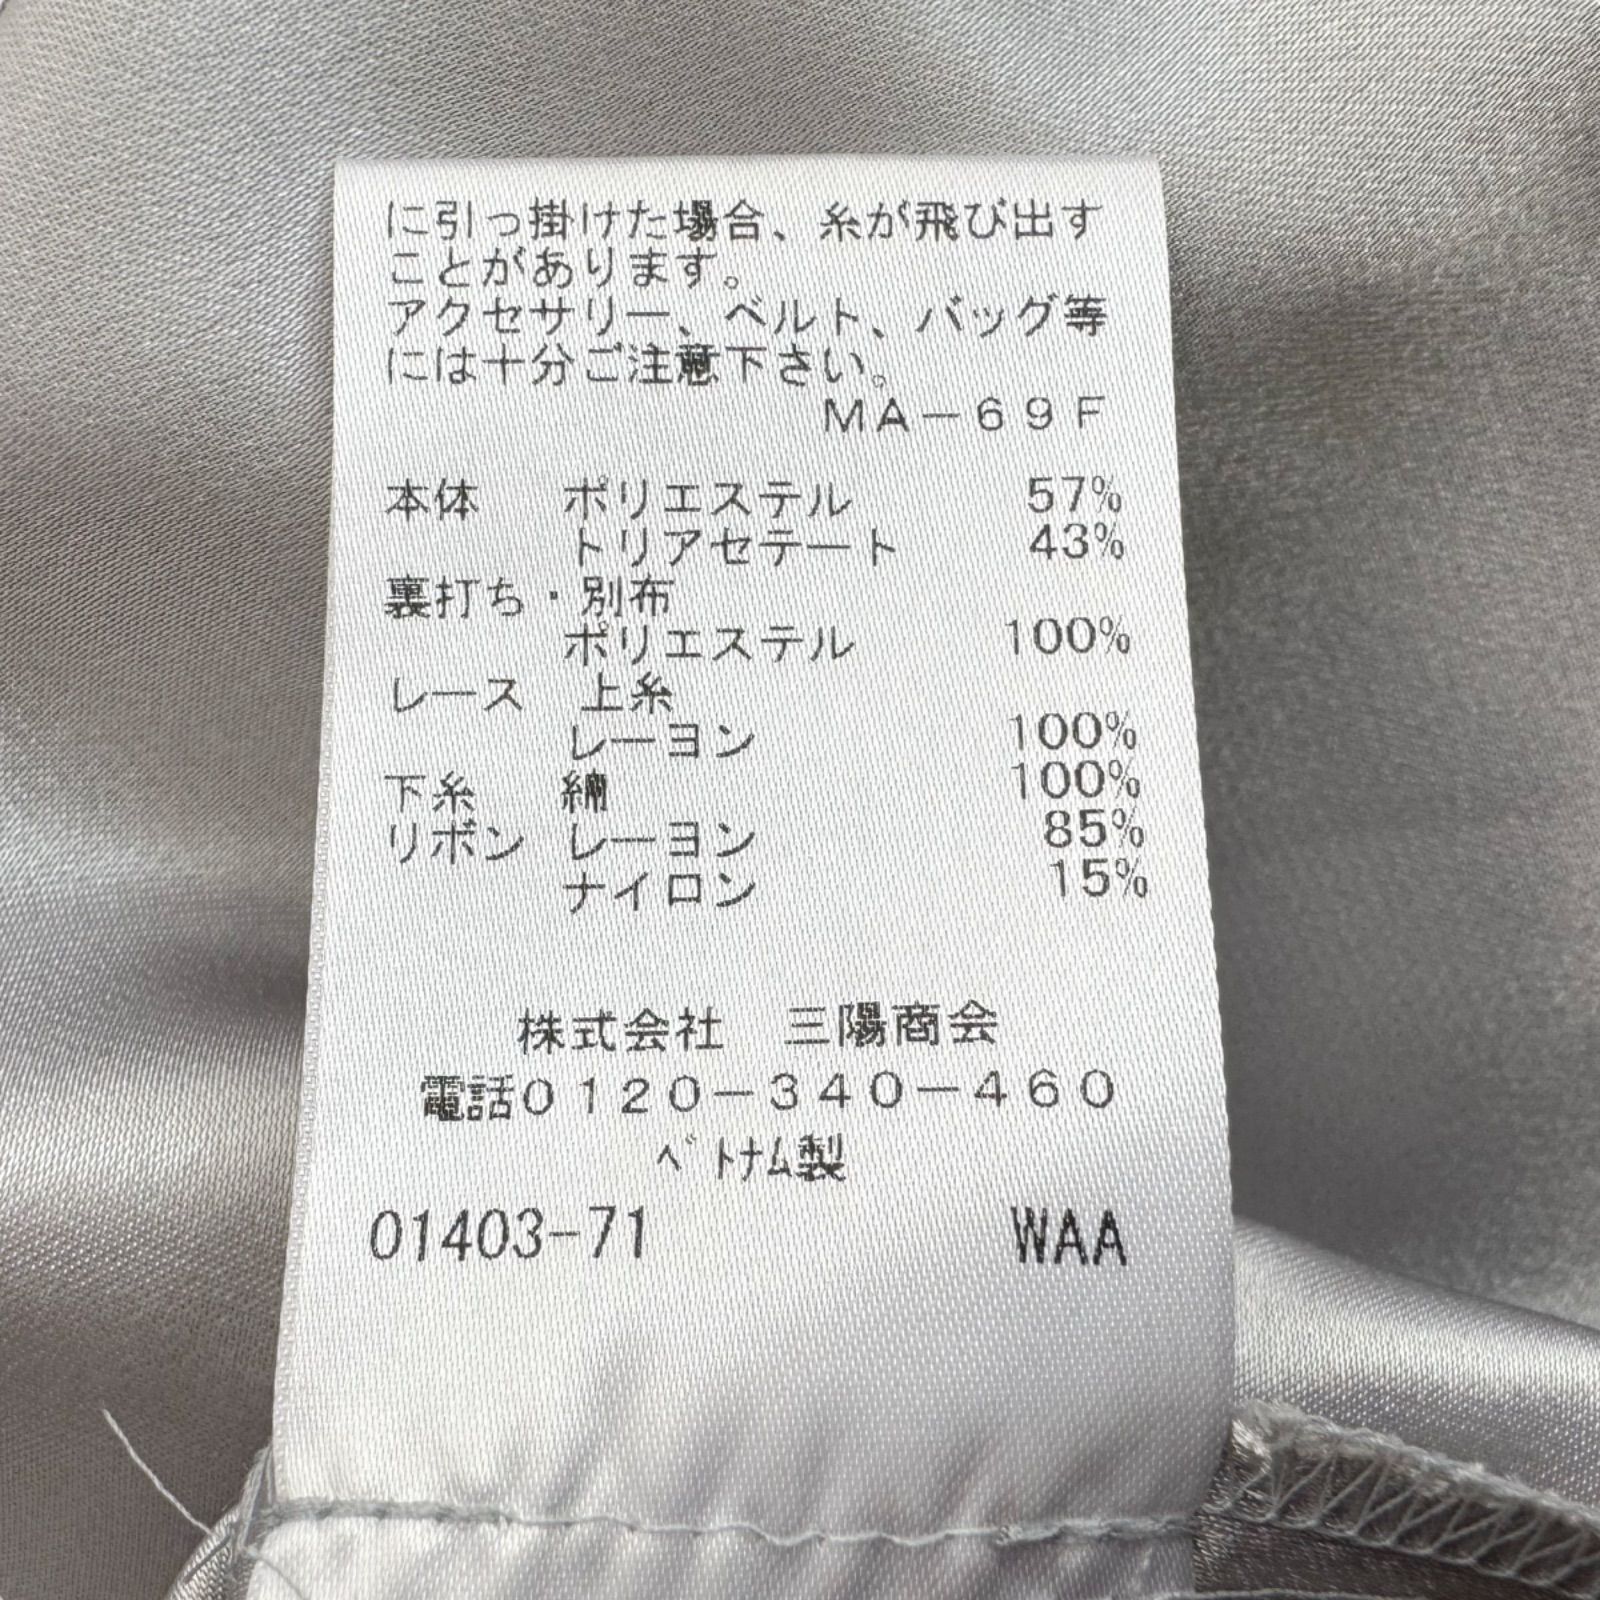 に引っ掛けた場合、糸が飛び出す
ことがあります。
アクセサリー、ベルト、バッグ等
には十分ご注意下さい。
MA-69F
本体 ポリエステル 57%
トリアセテート 43%
裏打ち・別布
ポリエステル 100%
レース 上糸
レーヨン 100%
下糸 綿 100%
リボン レーヨン 85%
ナイロン 15%
株式会社 三陽商会
電話0120-340-460
ﾍﾞﾄﾅﾑ製
01403-71 WAA